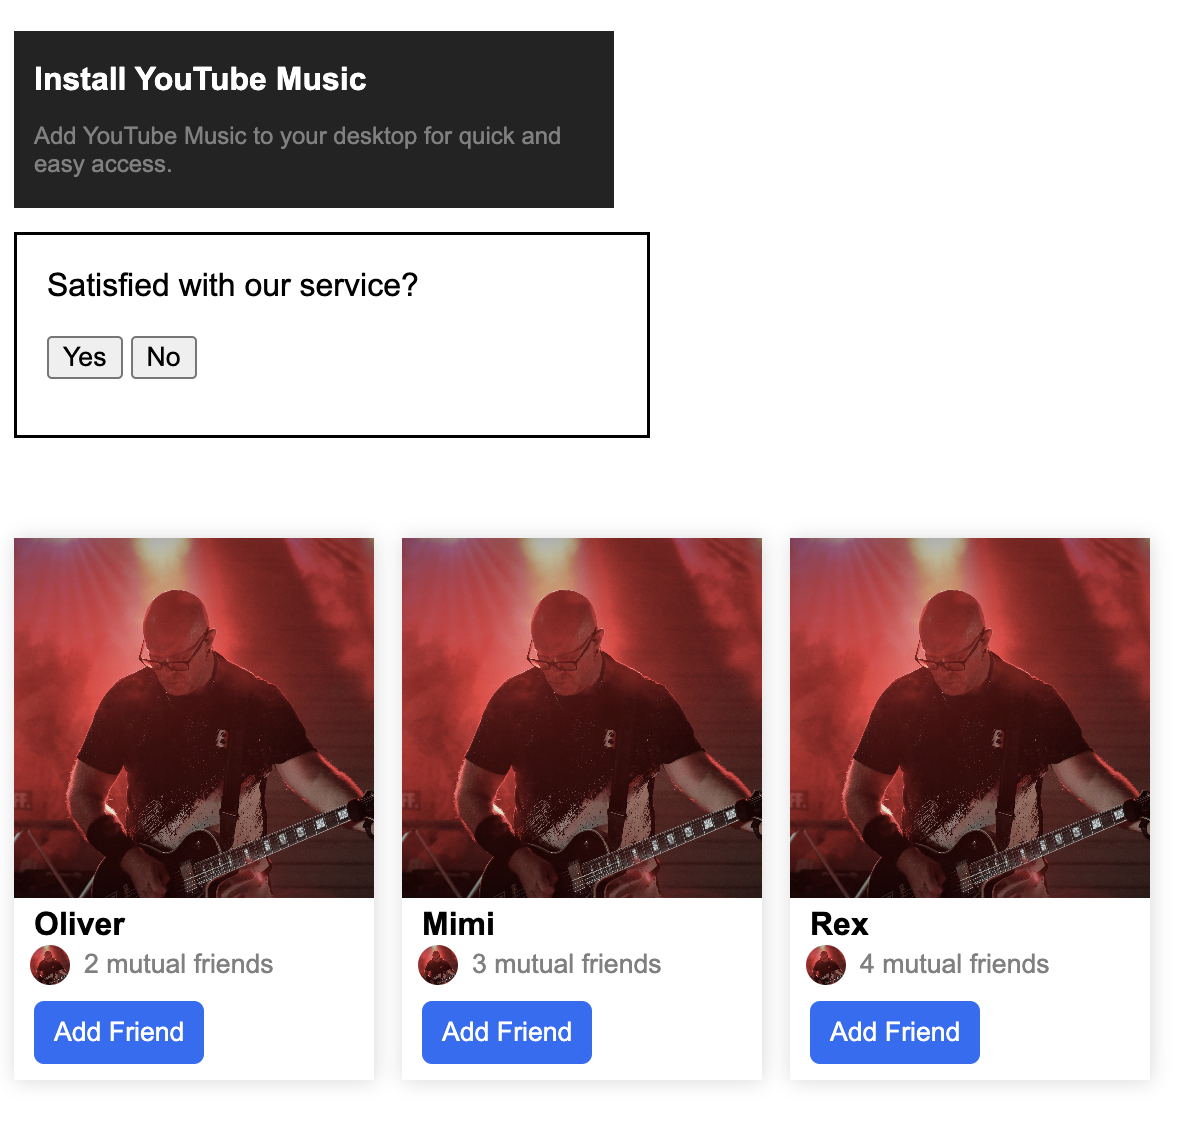 Install YouTube Music
Add YouTube Music to your desktop for quick and
easy access.
Satisfied with our service?
Yes No
Oliver Mimi Rex
2 mutual friends 3 mutual friends 4 mutual friends
Add Friend Add Friend Add Friend